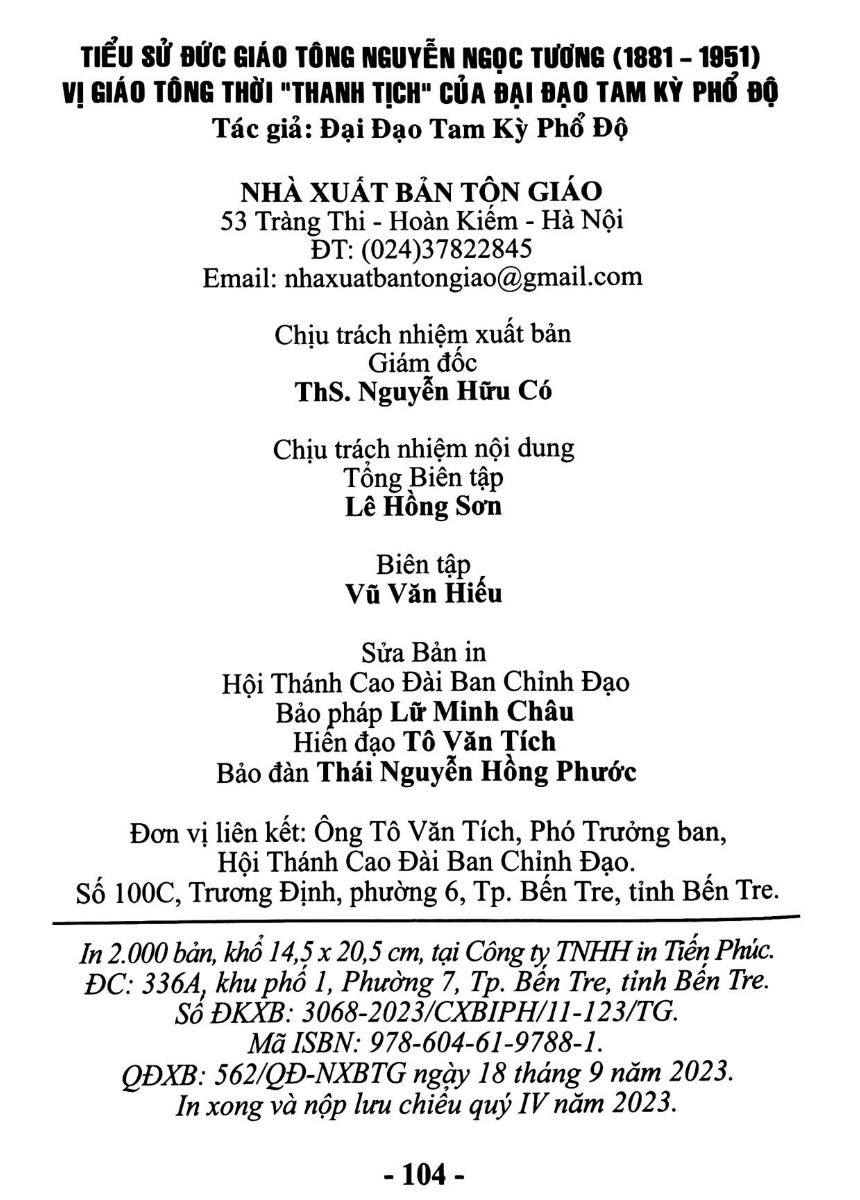 TIỂU SỬ ĐỨC GIÁO TÔNG NGUYỄN NGỌC TƯƠNG (1881 – 1951)
VỊ GIÁO TÔNG THỜI "THANH TỊCH" CỦA ĐẠI ĐẠO TAM KỲ PHỔ ĐỘ
Tác giả: Đại Đạo Tam Kỳ Phổ Độ
NHÀ XUẤT BẢN TÔN GIÁO
53 Tràng Thi - Hoàn Kiếm - Hà Nội
ĐT: (024)37822845
Email: nhaxuatbantongiao@gmail.com
Chịu trách nhiệm xuất bản
Giám đốc
ThS. Nguyễn Hữu Có
Chịu trách nhiệm nội dung
Tổng Biên tập
Lê Hồng Sơn
Biên tập
Vũ Văn Hiếu
Sửa Bản in
Hội Thánh Cao Đài Ban Chỉnh Đạo
Bảo pháp Lữ Minh Châu
Hiến đạo Tô Văn Tích
Bảo đàn Thái Nguyễn Hồng Phước
Đơn vị liên kết: Ông Tô Văn Tích, Phó Trưởng ban,
Hội Thánh Cao Đài Ban Chỉnh Đạo.
Số 100C, Trương Định, phường 6, Tp. Bến Tre, tỉnh Bến Tre.
In 2.000 bản, khổ 14,5 x 20,5 cm, tại Công ty TNHH in Tiến Phúc.
ĐC: 336A, khu phố 1, Phường 7, Tp. Bến Tre, tỉnh Bến Tre.
Số ĐKXB: 3068-2023/CXBIPH/11-123/TG.
Mã ISBN: 978-604-61-9788-1.
QĐXB: 562/QĐ-NXBTG ngày 18 tháng 9 năm 2023.
In xong và nộp lưu chiểu quý IV năm 2023.
- 104 -